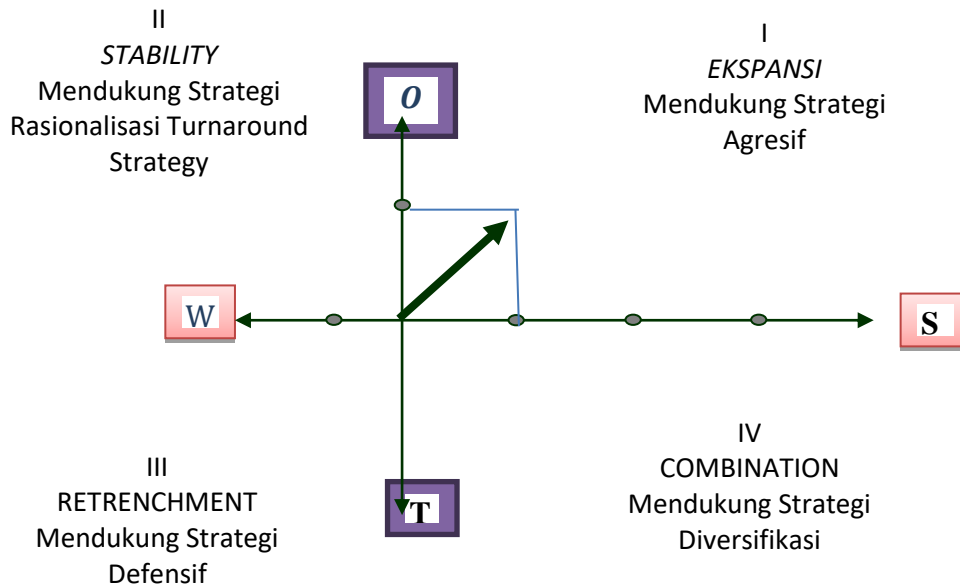 II
STABILITY
Mendukung Strategi
Rasionalisasi Turnaround
Strategy
O
I
EKSPANSI
Mendukung Strategi
Agresif
W
S
III
RETRENCHMENT
Mendukung Strategi
Defensif
T
IV
COMBINATION
Mendukung Strategi
Diversifikasi